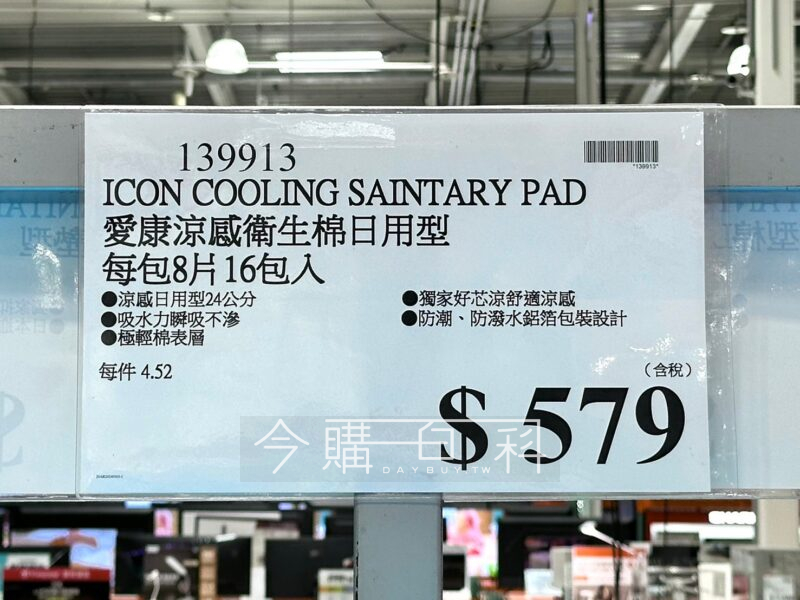 139913
*139913*
ICON COOLING SAINTARY PAD
愛康涼感衛生棉日用型
每包8片16包入
●涼感日用型24公分
●獨家好芯涼舒適涼感
●吸水力瞬吸不滲
●防潮、防潑水鋁箔包裝設計
●極輕棉表層
每件 4.52
(含稅)
$ 579
今購百科
DAYBUY.TW